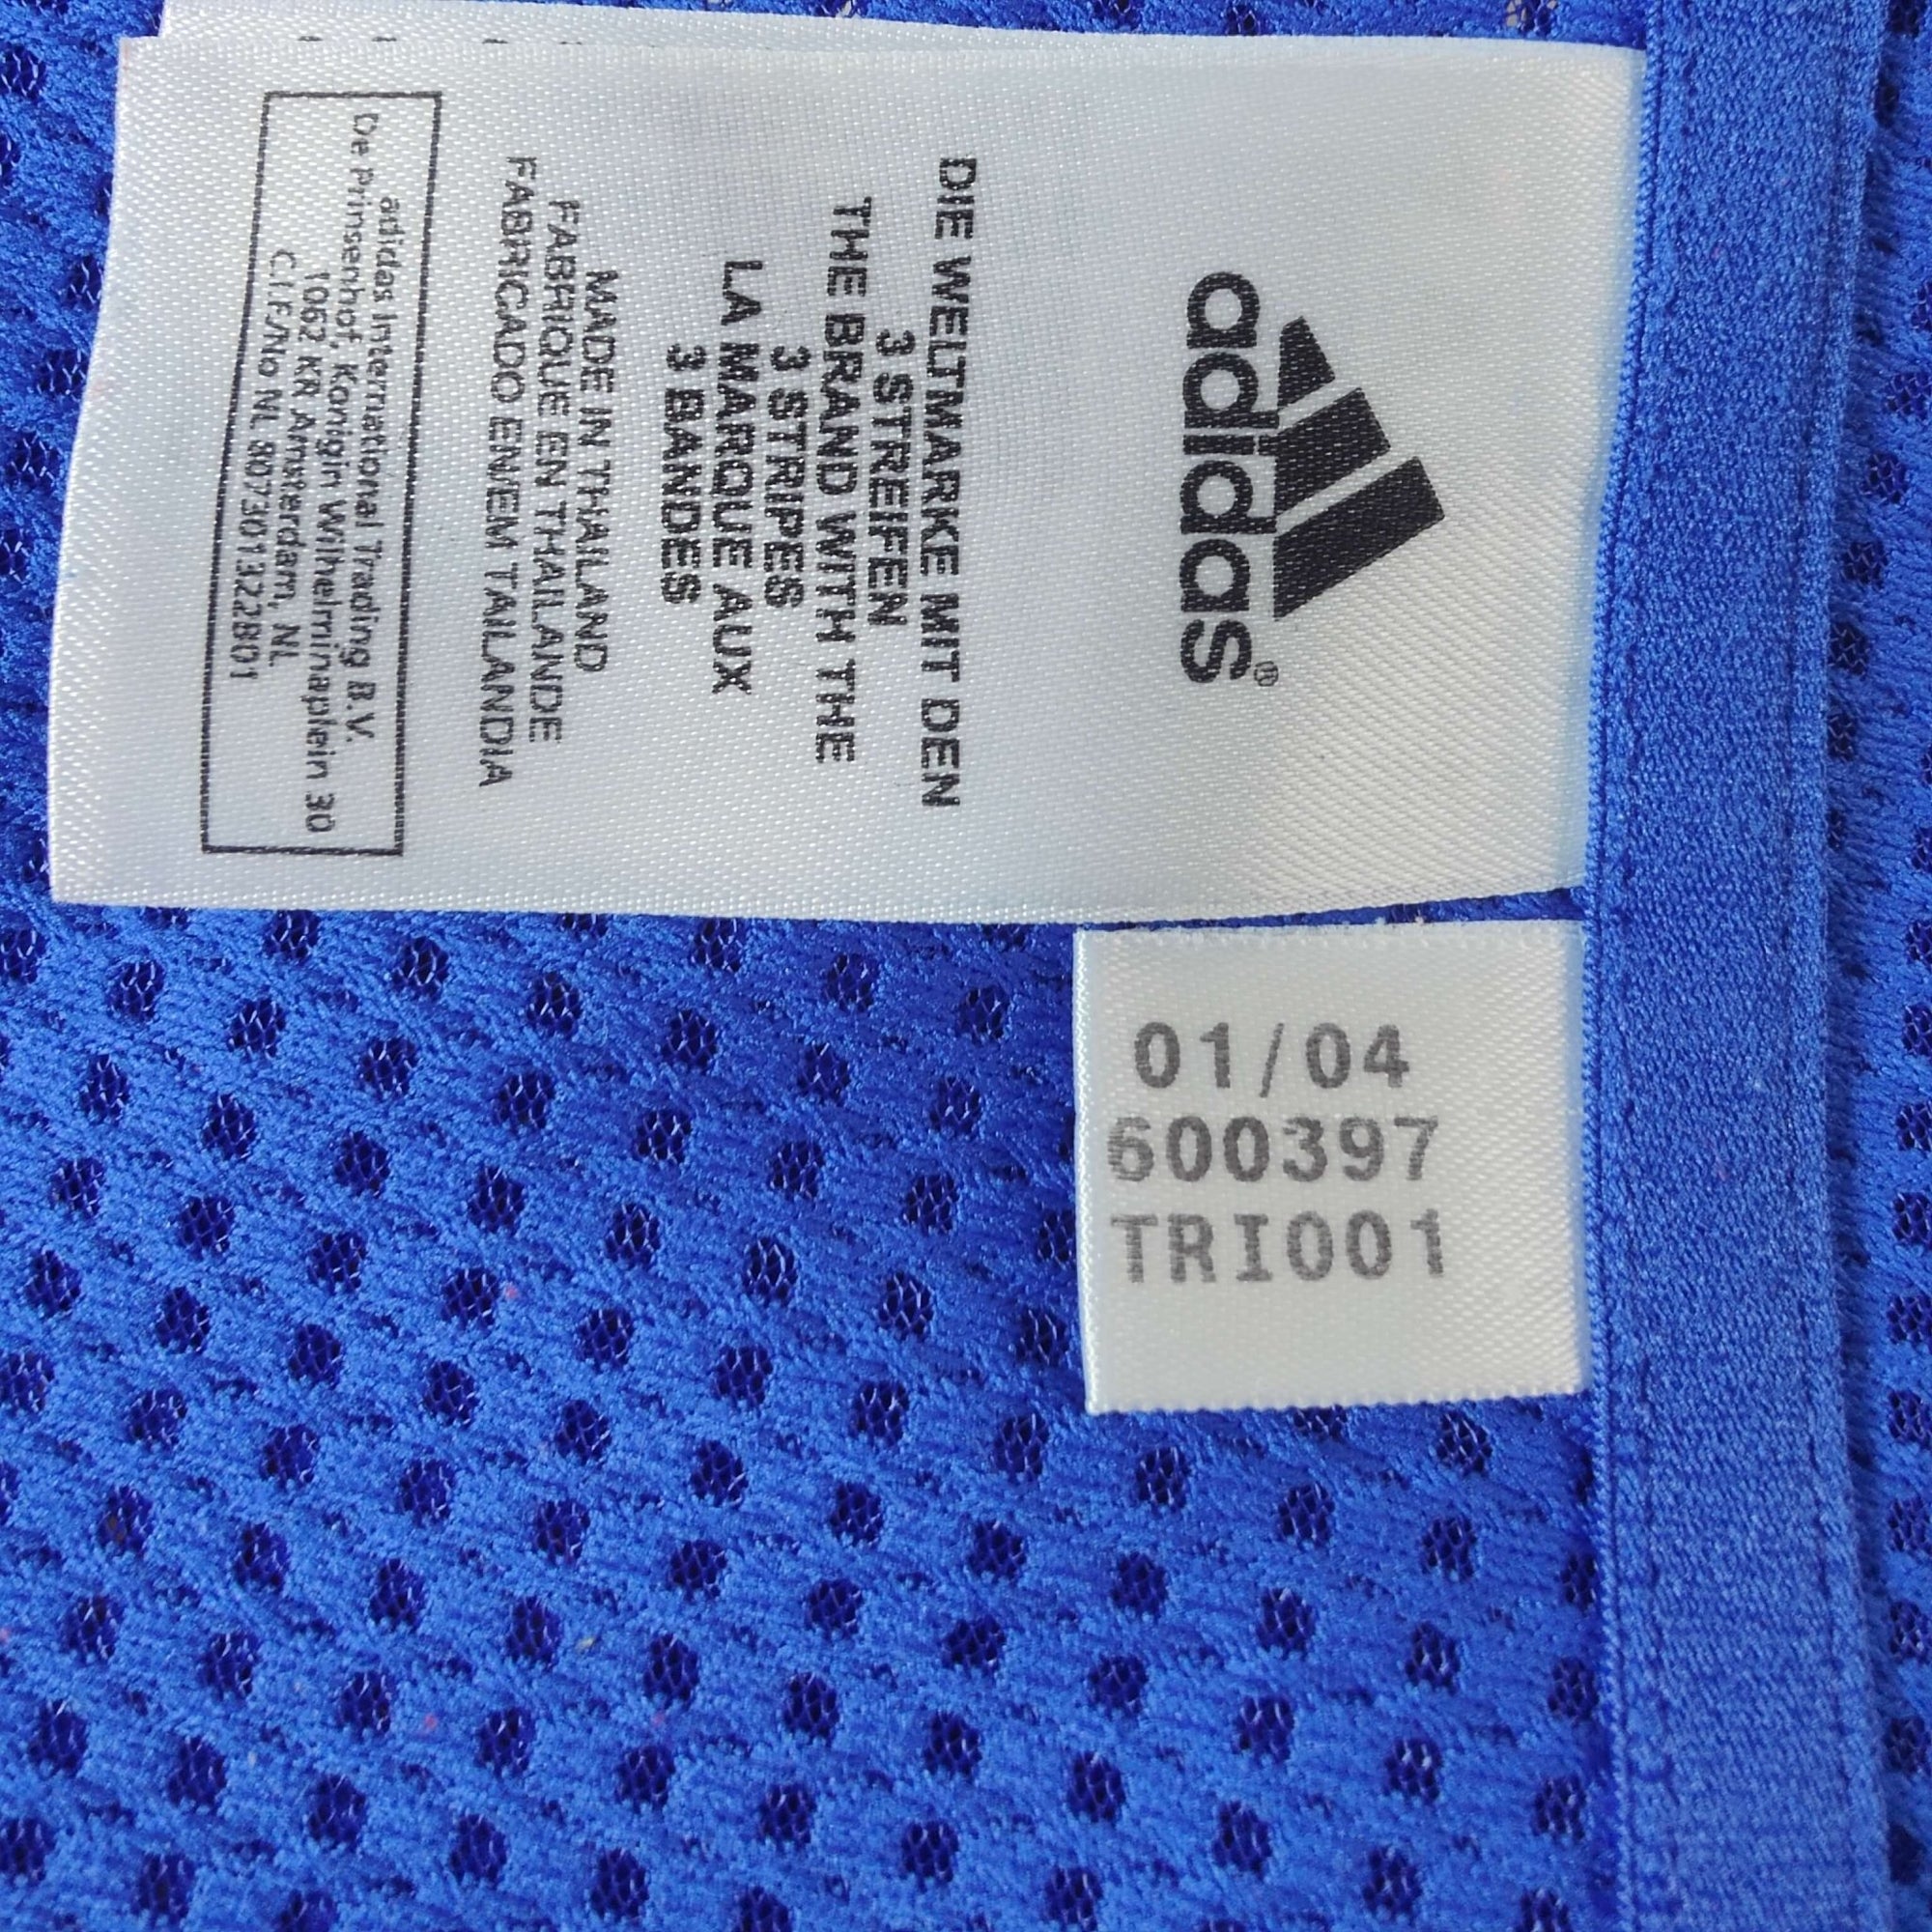 adidas®
DIE WELTMARKE MIT DEN
3 STREIFEN
THE BRAND WITH THE
3 STRIPES
LA MARQUE AUX
3 BANDES
MADE IN THAILAND
FABRIQUE EN THAILANDE
FABRICADO EN/EM TAILANDIA
adidas International Trading B.V.
De Prinsenhof, Konigin Wilhelminaplein 30
1062 KR Amsterdam, NL
C.I.F./No NL 807301322B01
01/04
600397
TRI001